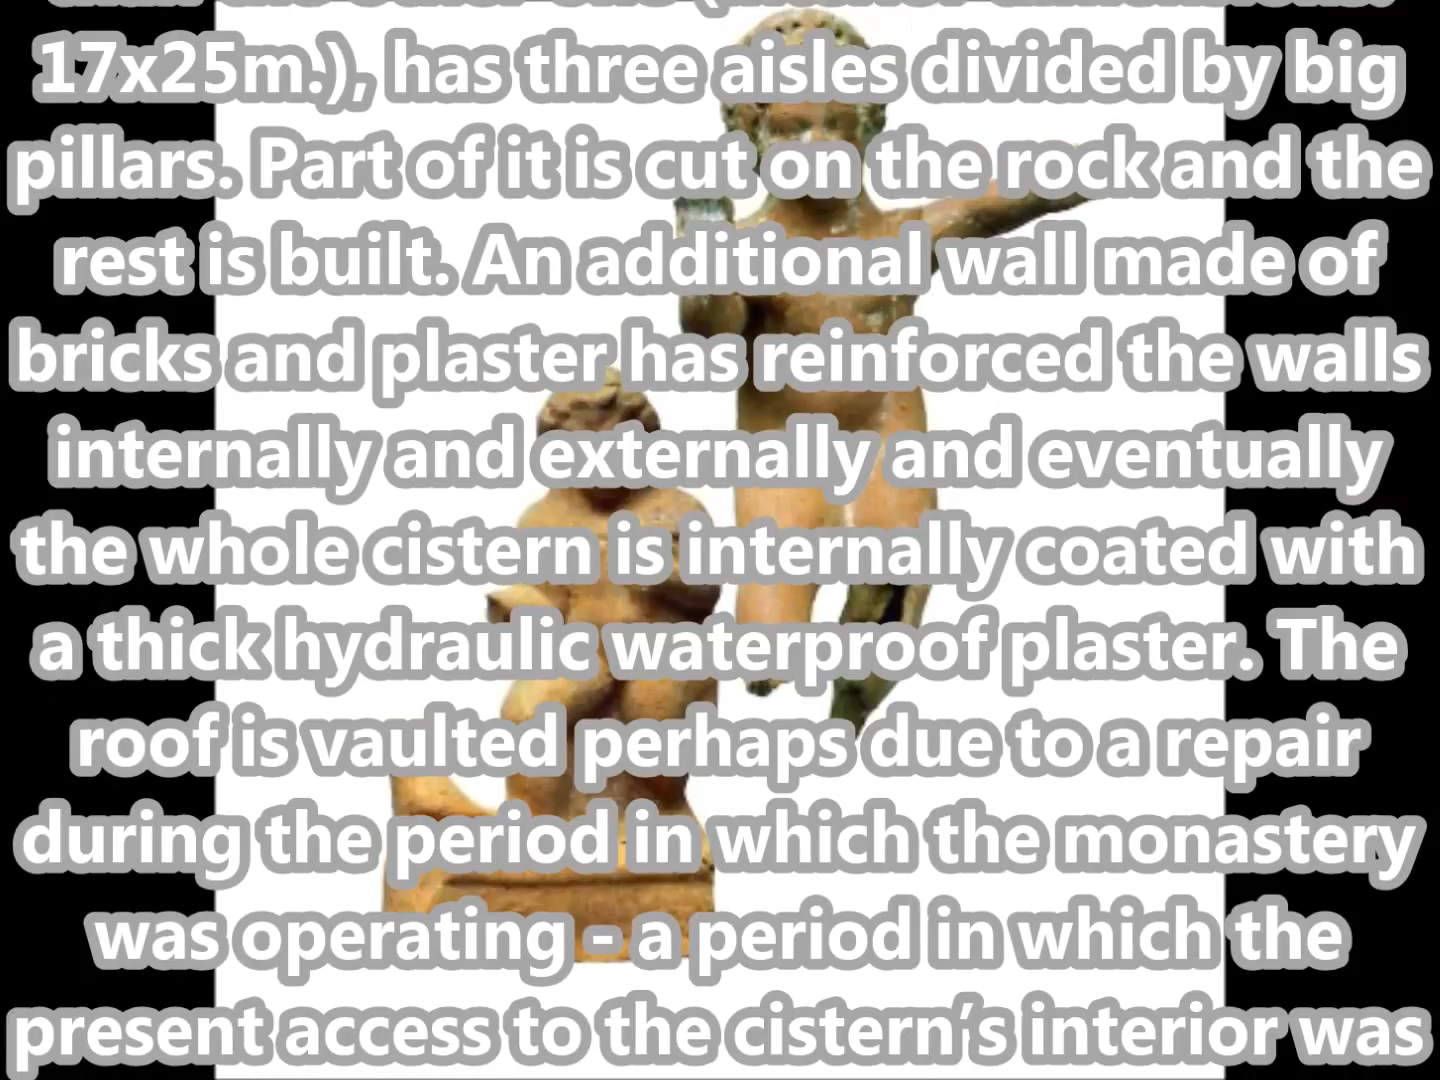 17x25m.), has three aisles divided by big
pillars. Part of it is cut on the rock and the
rest is built. An additional wall made of
bricks and plaster has reinforced the walls
internally and externally and eventually
the whole cistern is internally coated with
a thick hydraulic waterproof plaster. The
roof is vaulted perhaps due to a repair
during the period in which the monastery
was operating - a period in which the
present access to the cistern’s interior was